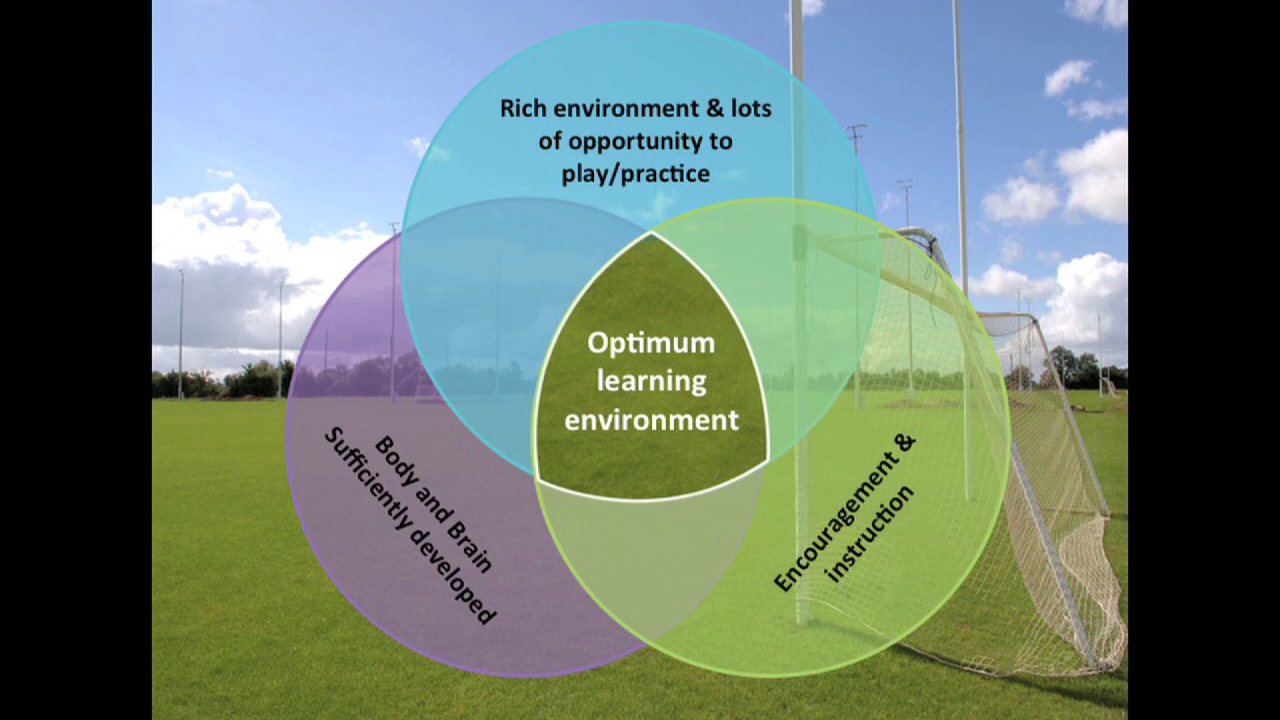 Rich environment & lots
of opportunity to
play/practice
Optimum
learning
environment
Body and Brain
Sufficiently developed
Encouragement &
instruction